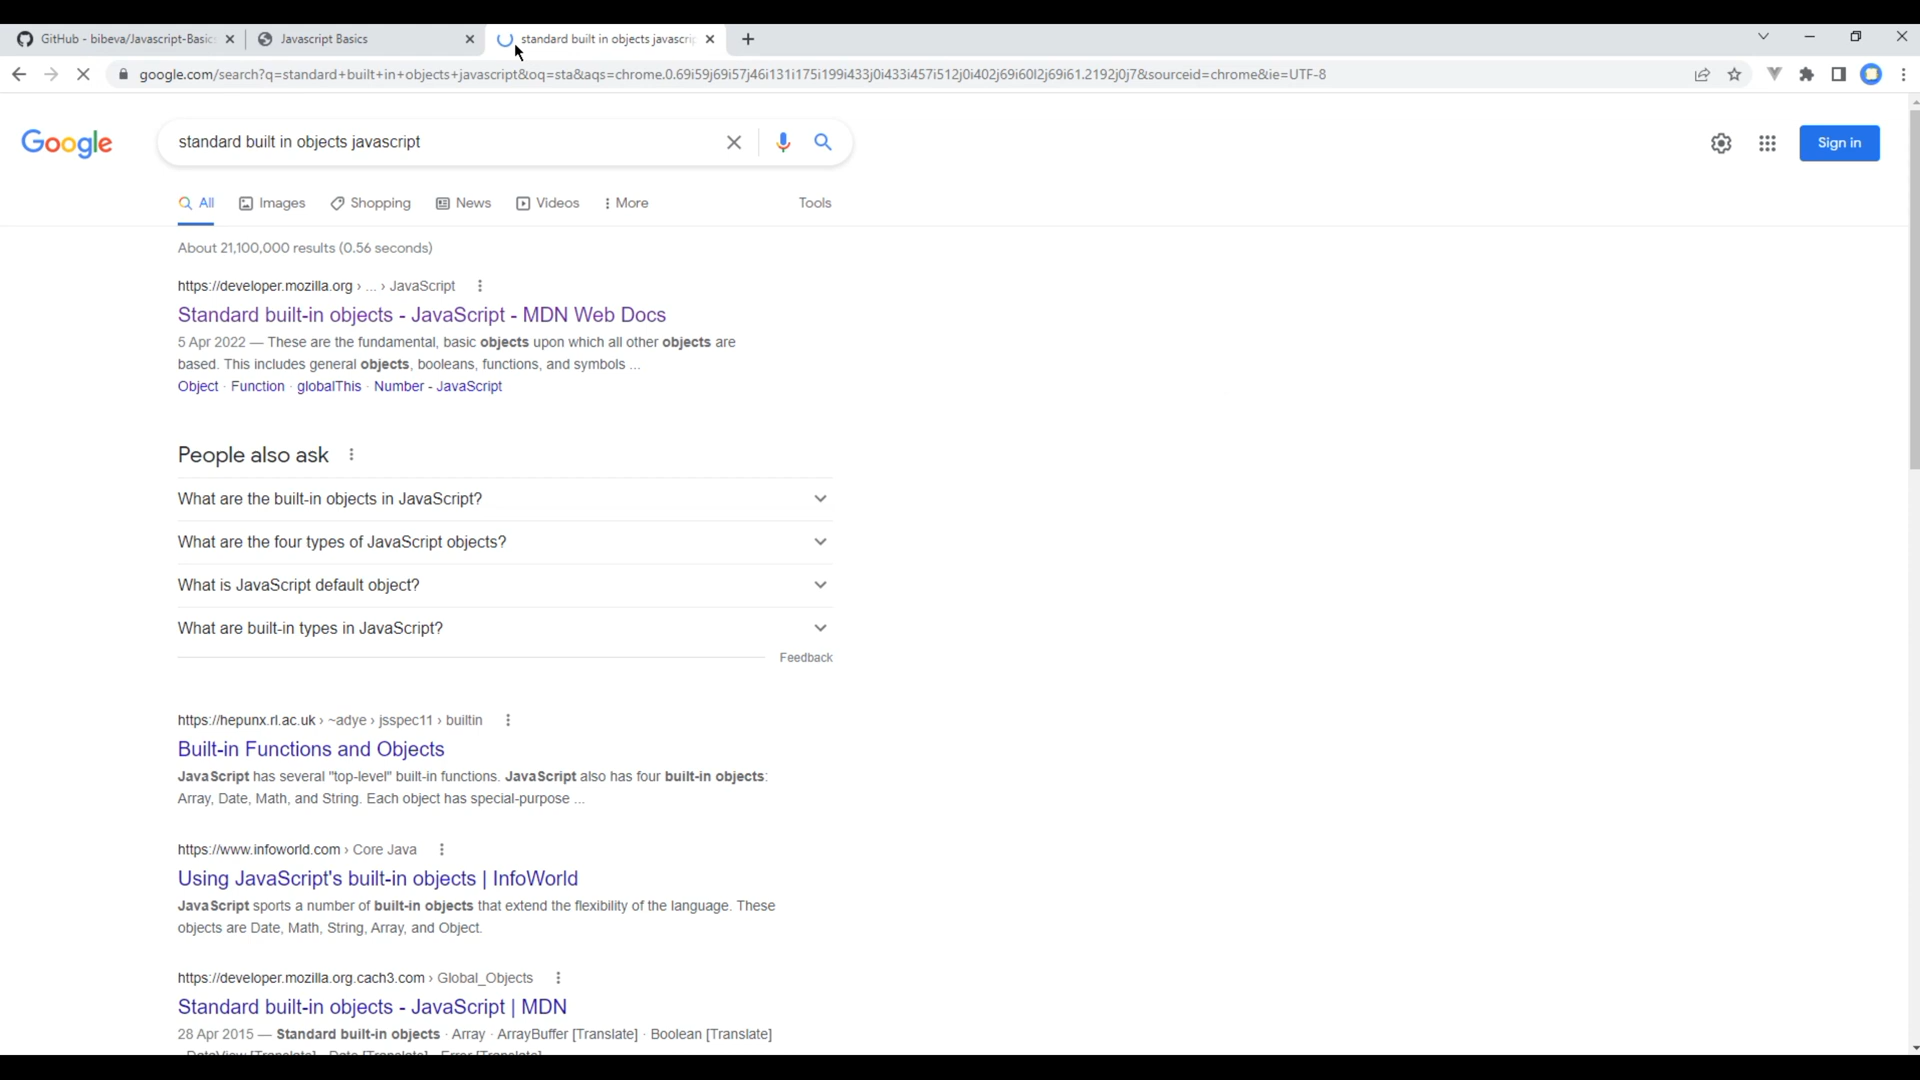 GitHub - bibeva/Javascript-Basic
Javascript Basics
standard built in objects javascrip
google.com/search?q=standard+built+in+objects+javascript&oq=sta&aqs=chrome.0.69i59j69i57j46i131i175i199i433j0i433i457i512j0i402j69i60l2j69i61.2192j0j7&sourceid=chrome&ie=UTF-8
Google
standard built in objects javascript
Sign in
All
Images
Shopping
News
Videos
More
Tools
About 21,100,000 results (0.56 seconds)
https://developer.mozilla.org › ... › JavaScript
Standard built-in objects - JavaScript - MDN Web Docs
5 Apr 2022 — These are the fundamental, basic objects upon which all other objects are
based. This includes general objects, booleans, functions, and symbols ...
Object · Function · globalThis · Number - JavaScript
People also ask
What are the built-in objects in JavaScript?
What are the four types of JavaScript objects?
What is JavaScript default object?
What are built-in types in JavaScript?
Feedback
https://hepunx.rl.ac.uk › ~adye › jsspec11 › builtin
Built-in Functions and Objects
JavaScript has several "top-level" built-in functions. JavaScript also has four built-in objects:
Array, Date, Math, and String. Each object has special-purpose ...
https://www.infoworld.com › Core Java
Using JavaScript's built-in objects | InfoWorld
JavaScript sports a number of built-in objects that extend the flexibility of the language. These
objects are Date, Math, String, Array, and Object.
https://developer.mozilla.org.cach3.com › Global_Objects
Standard built-in objects - JavaScript | MDN
28 Apr 2015 — Standard built-in objects · Array · ArrayBuffer [Translate] · Boolean [Translate]
· DataView [Translate] · Date [Translate] · Error [Translate]